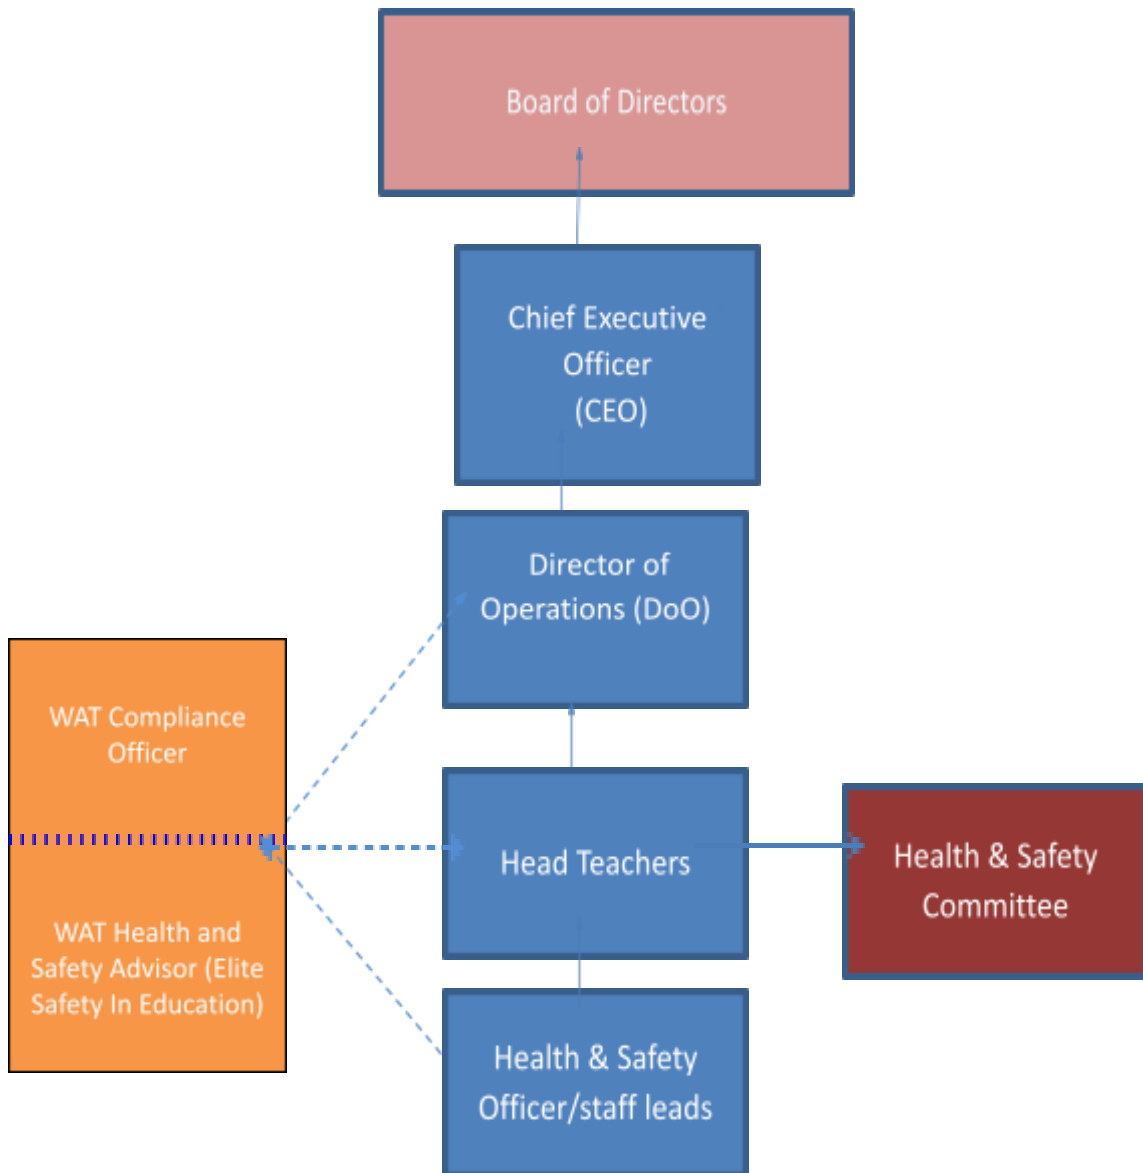 Board of Directors
Chief Executive
Officer
(CEO)
Director of
Operations (DoO)
WAT Compliance
Officer
Head Teachers
Health & Safety
Committee
WAT Health and
Safety Advisor (Elite
Safety In Education)
Health & Safety
Officer/staff leads